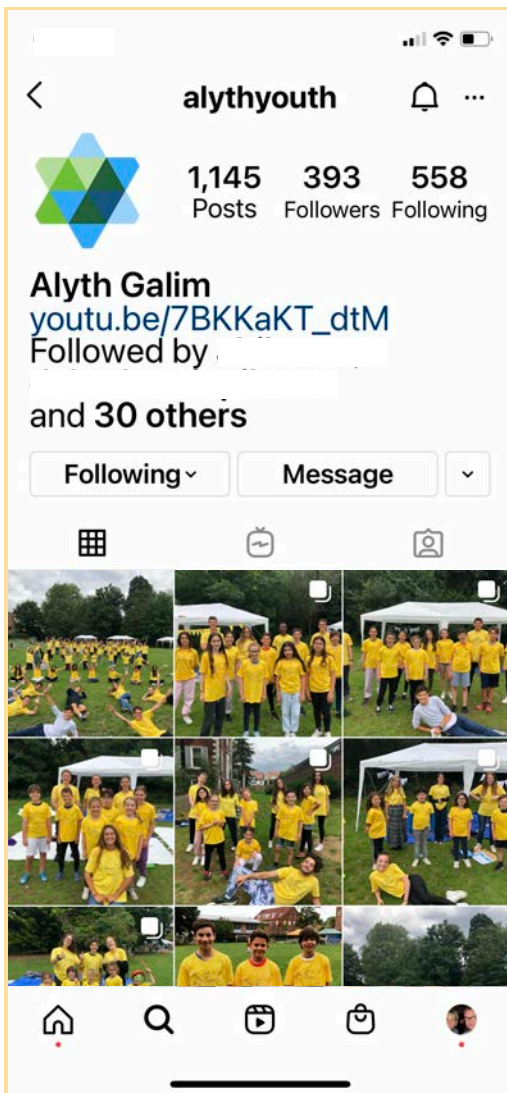 alythyouth
1,145 393 558
Posts Followers Following
Alyth Galim
youtu.be/7BKKaKT_dtM
Followed by
and 30 others
Following Message